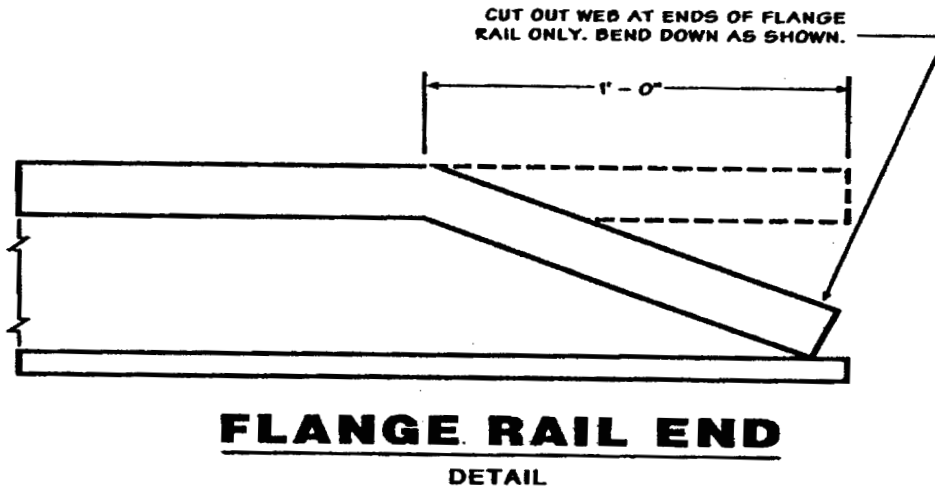 CUT OUT WEB AT ENDS OF FLANGE
RAIL ONLY. BEND DOWN AS SHOWN.
1' - 0"
FLANGE RAIL END
DETAIL